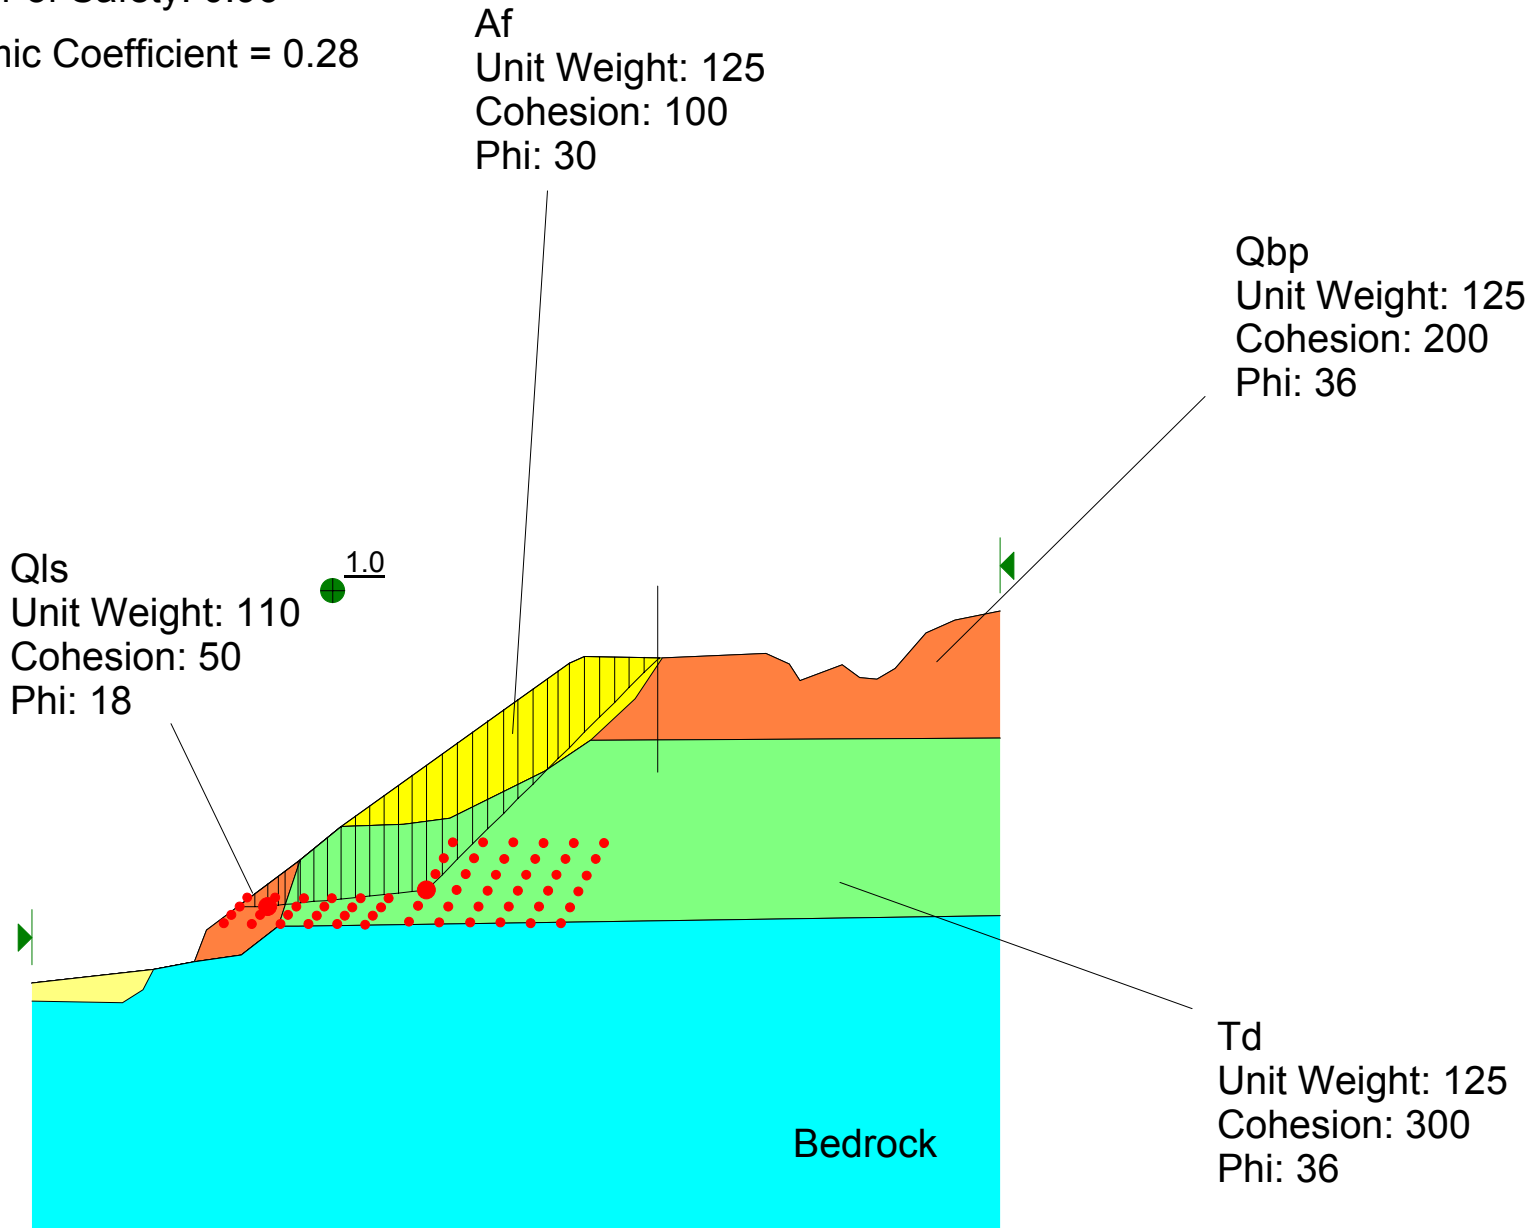 of Safety:
Coefficient = 0.28
Af
Unit Weight: 125
Cohesion: 100
Phi: 30
Qbp
Unit Weight: 125
Cohesion: 200
Phi: 36
Qls
Unit Weight: 110
Cohesion: 50
Phi: 18
1.0
Td
Unit Weight: 125
Cohesion: 300
Phi: 36
Bedrock